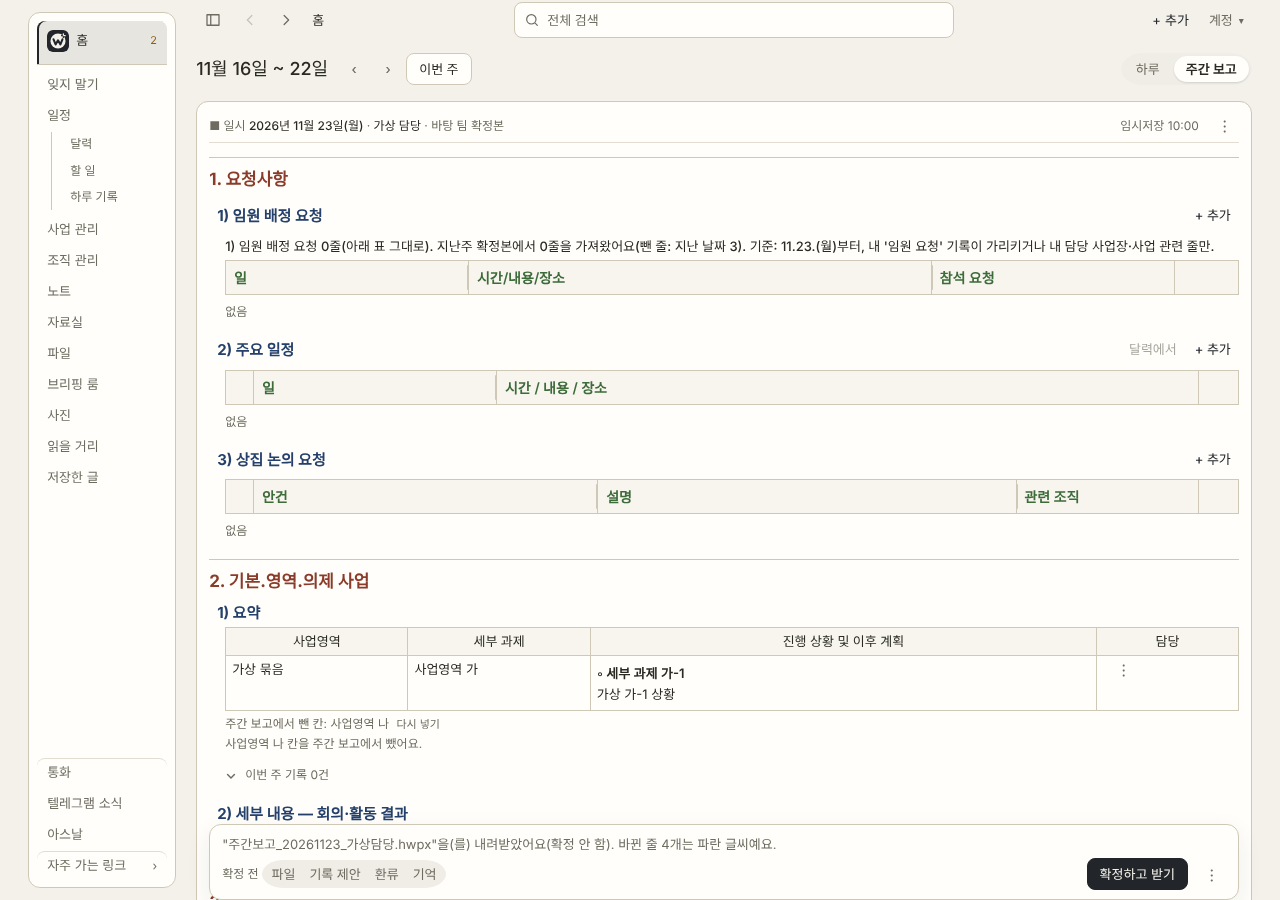 홈 2
잊지 말기
일정
달력
할 일
하루 기록
사업 관리
조직 관리
노트
자료실
파일
브리핑 룸
사진
읽을 거리
저장한 글
통화
텔레그램 소식
아스날
자주 가는 링크 ›
홈
전체 검색
+ 추가 계정 ▾
11월 16일 ~ 22일 ‹ › 이번 주
하루 주간 보고
■ 일시 2026년 11월 23일(월) · 가상 담당 · 바탕 팀 확정본
임시저장 10:00 ⋮
1. 요청사항
1) 임원 배정 요청 + 추가
1) 임원 배정 요청 0줄(아래 표 그대로). 지난주 확정본에서 0줄을 가져왔어요(뺀 줄: 지난 날짜 3). 기준: 11.23.(월)부터, 내 '임원 요청' 기록이 가리키거나 내 담당 사업장·사업 관련 줄만.
일 시간/내용/장소 참석 요청
없음
2) 주요 일정 달력에서 + 추가
일 시간 / 내용 / 장소
없음
3) 상집 논의 요청 + 추가
안건 설명 관련 조직
없음
2. 기본.영역.의제 사업
1) 요약
사업영역 세부 과제 진행 상황 및 이후 계획 담당
가상 묶음 사업영역 가 ∘ 세부 과제 가-1 ⋮
가상 가-1 상황
주간 보고에서 뺀 칸: 사업영역 나 다시 넣기
사업영역 나 칸을 주간 보고에서 뺐어요.
이번 주 기록 0건
2) 세부 내용 — 회의·활동 결과
"주간보고_20261123_가상담당.hwpx"을(를) 내려받았어요(확정 안 함). 바뀐 줄 4개는 파란 글씨예요.
확정 전 파일 기록 제안 환류 기억 확정하고 받기 ⋮